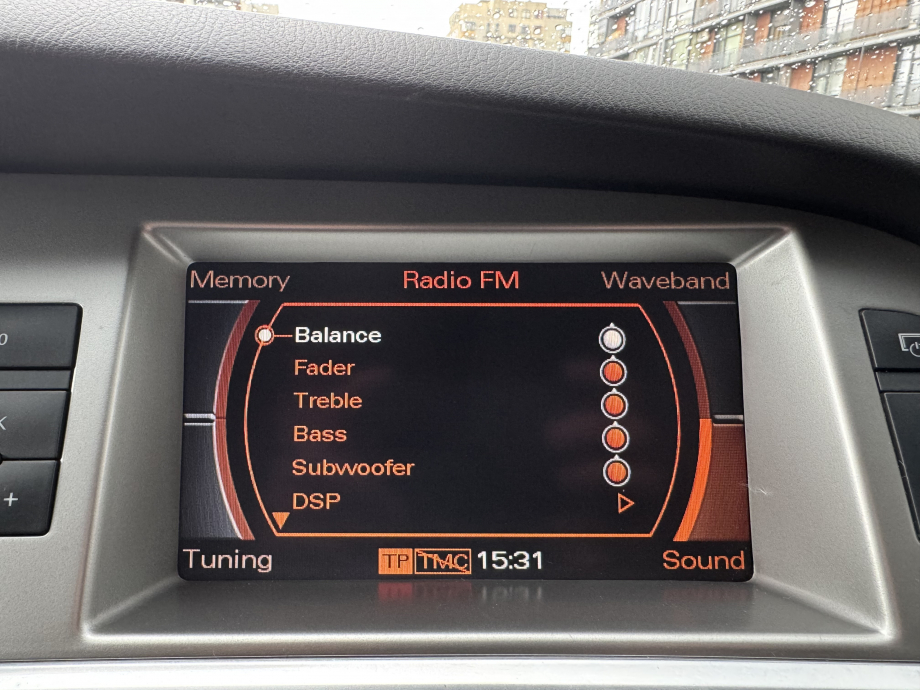 Memory Radio FM Waveband
Balance
Fader
Treble
Bass
Subwoofer
DSP
Tuning TP TMC 15:31 Sound